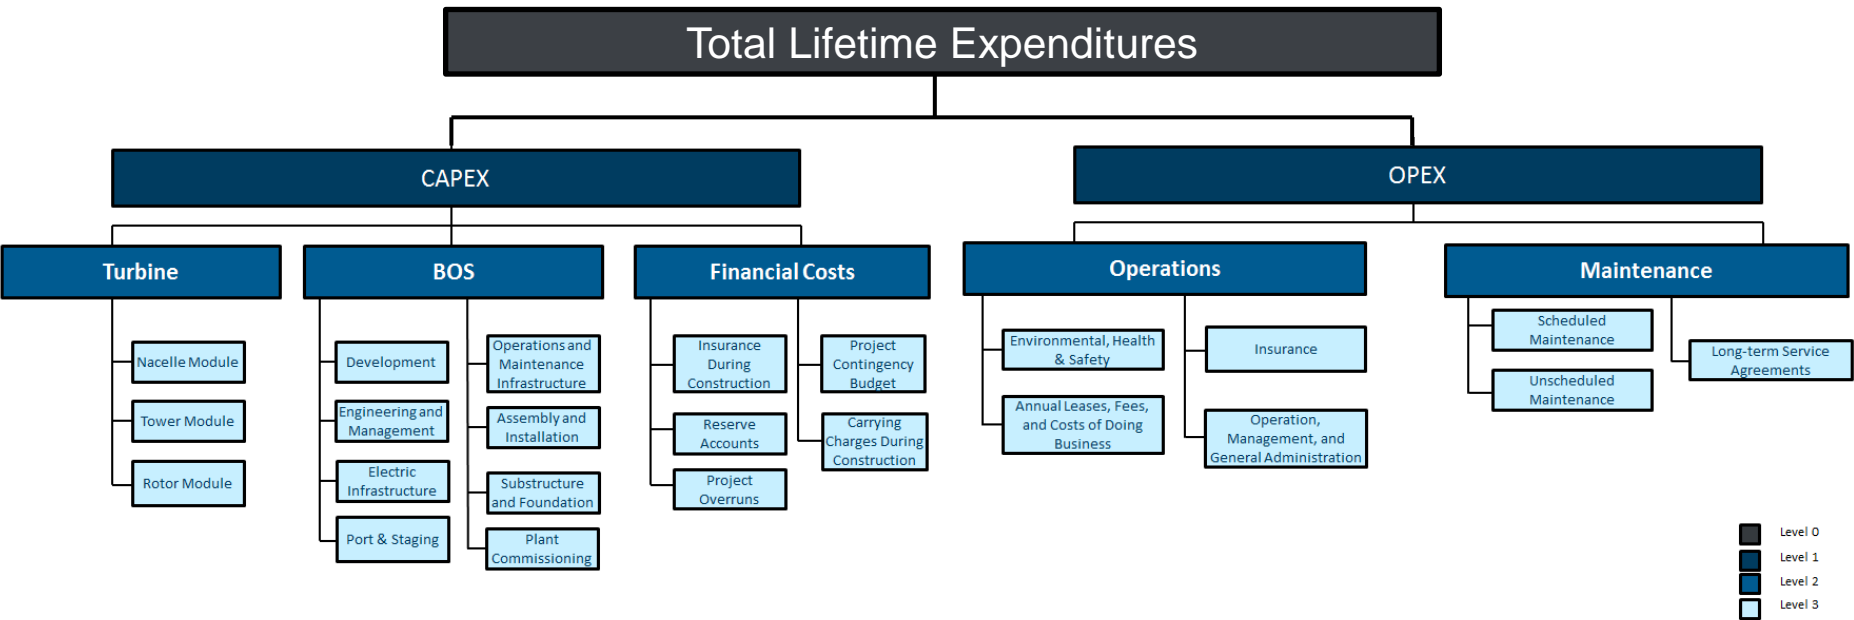 Total Lifetime Expenditures
CAPEX
OPEX
Turbine
BOS
Financial Costs
Operations
Maintenance
Nacelle Module
Tower Module
Rotor Module
Development
Engineering and
Management
Electric
Infrastructure
Port & Staging
Operations and
Maintenance
Infrastructure
Assembly and
Installation
Substructure
and Foundation
Plant
Commissioning
Insurance
During
Construction
Reserve
Accounts
Project
Overruns
Project
Contingency
Budget
Carrying
Charges During
Construction
Environmental, Health
& Safety
Annual Leases, Fees,
and Costs of Doing
Business
Insurance
Operation,
Management, and
General Administration
Scheduled
Maintenance
Unscheduled
Maintenance
Long-term Service
Agreements
Level 0
Level 1
Level 2
Level 3